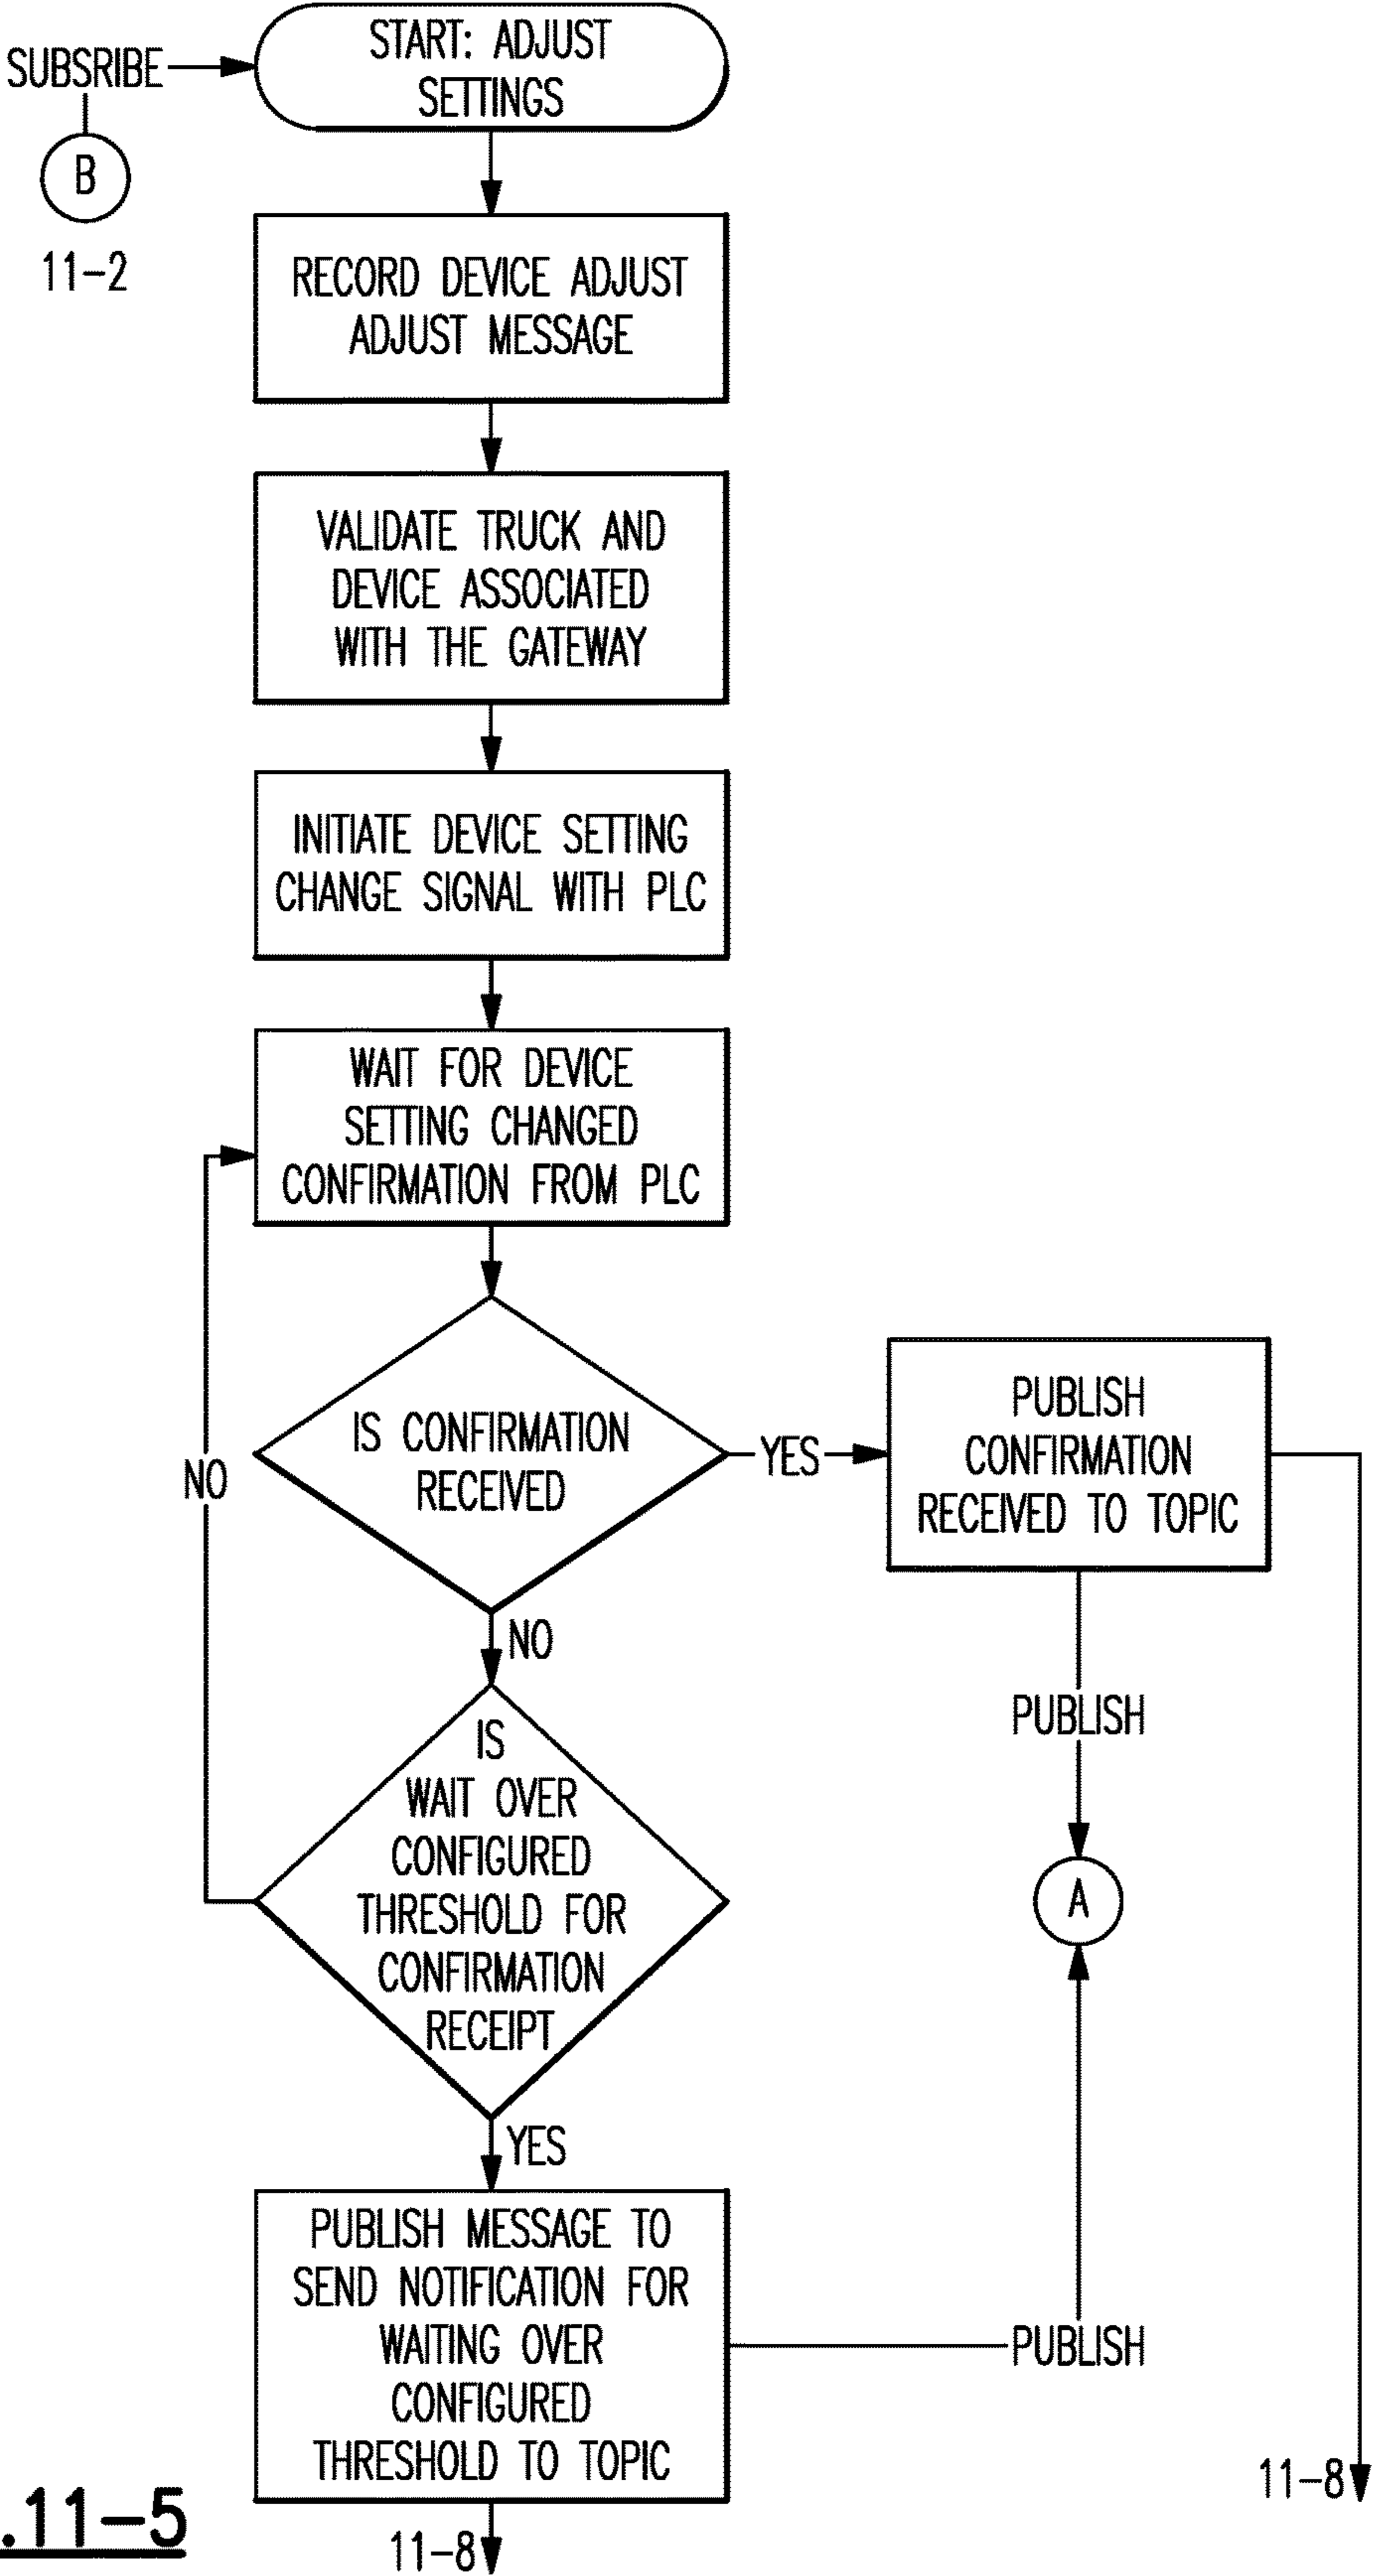 START: ADJUST
SETTINGS
SUBSRIBE
B
11-2
RECORD DEVICE ADJUST
ADJUST MESSAGE
VALIDATE TRUCK AND
DEVICE ASSOCIATED
WITH THE GATEWAY
INITIATE DEVICE SETTING
CHANGE SIGNAL WITH PLC
WAIT FOR DEVICE
SETTING CHANGED
CONFIRMATION FROM PLC
IS CONFIRMATION
RECEIVED
YES
PUBLISH
CONFIRMATION
RECEIVED TO TOPIC
NO
NO
PUBLISH
IS
WAIT OVER
CONFIGURED
THRESHOLD FOR
CONFIRMATION
RECEIPT
A
YES
PUBLISH MESSAGE TO
SEND NOTIFICATION FOR
WAITING OVER
CONFIGURED
THRESHOLD TO TOPIC
PUBLISH
11-8
.11-5
11-8